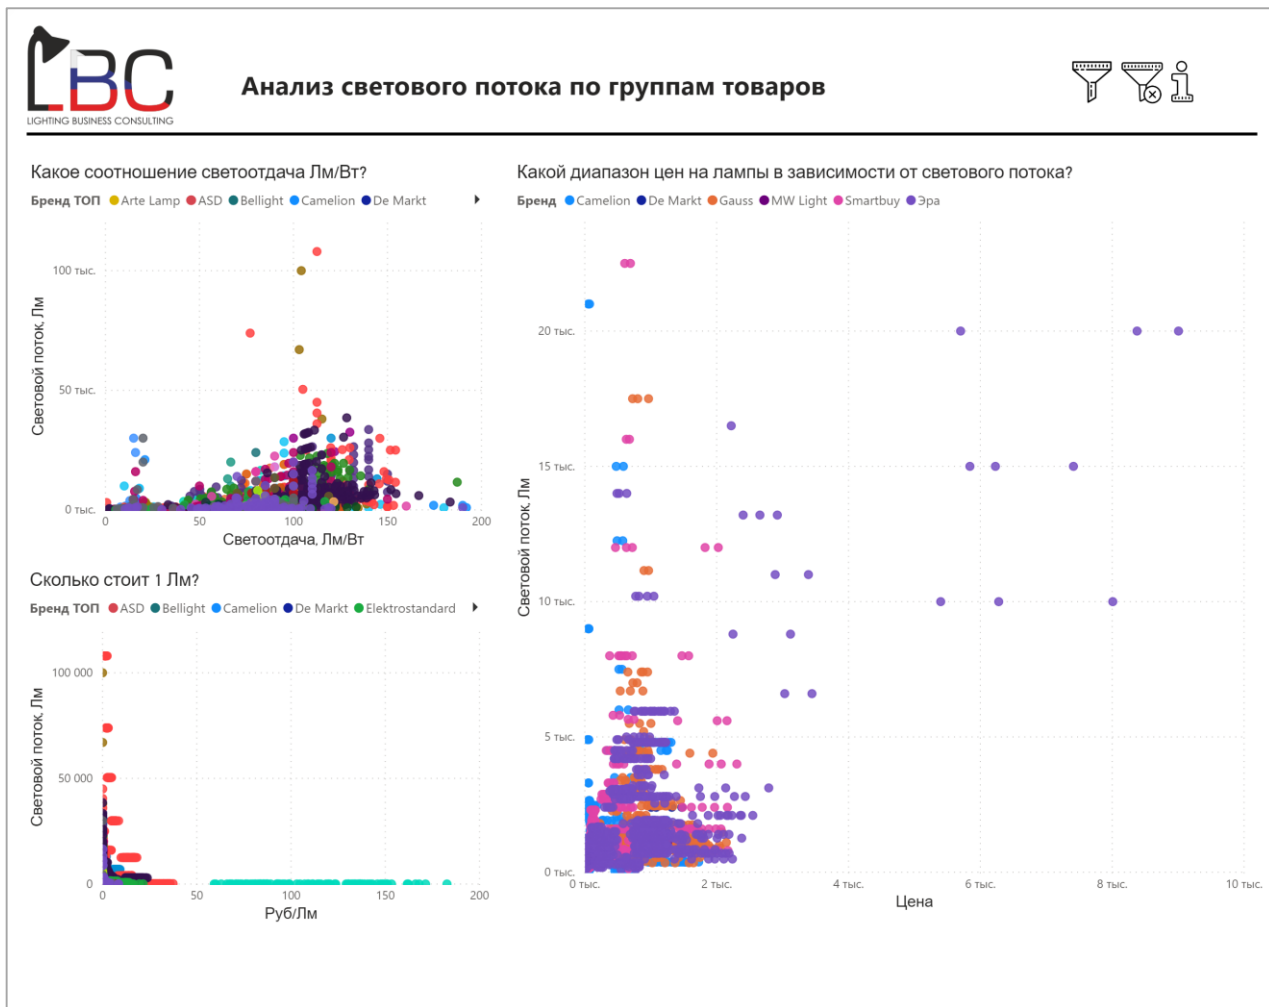 LBC
LIGHTING BUSINESS CONSULTING
Анализ светового потока по группам товаров
Какое соотношение светоотдача Лм/Вт?
Бренд ТОП Arte Lamp ASD Bellight Camelion De Markt
Световой поток, Лм
100 тыс.
50 тыс.
0 тыс.
0 50 100 150 200
Светоотдача, Лм/Вт
Сколько стоит 1 Лм?
Бренд ТОП ASD Bellight Camelion De Markt Elektrostandard
Световой поток, Лм
100 000
50 000
0
0 50 100 150 200
Руб/Лм
Какой диапазон цен на лампы в зависимости от светового потока?
Бренд Camelion De Markt Gauss MW Light Smartbuy Эра
Световой поток, Лм
20 тыс.
15 тыс.
10 тыс.
5 тыс.
0 тыс.
0 тыс. 2 тыс. 4 тыс. 6 тыс. 8 тыс. 10 тыс.
Цена